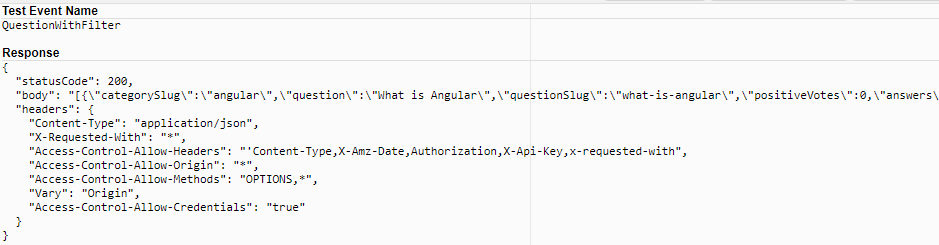 Test Event Name
QuestionWithFilter
Response
{
  "statusCode": 200,
  "body": "[{\"categorySlug\":\"angular\",\"question\":\"What is Angular\",\"questionSlug\":\"what-is-angular\",\"positiveVotes\":0,\"answers\
  "headers": {
    "Content-Type": "application/json",
    "X-Requested-With": "*",
    "Access-Control-Allow-Headers": "'Content-Type,X-Amz-Date,Authorization,X-Api-Key,x-requested-with",
    "Access-Control-Allow-Origin": "*",
    "Access-Control-Allow-Methods": "OPTIONS,*",
    "Vary": "Origin",
    "Access-Control-Allow-Credentials": "true"
  }
}